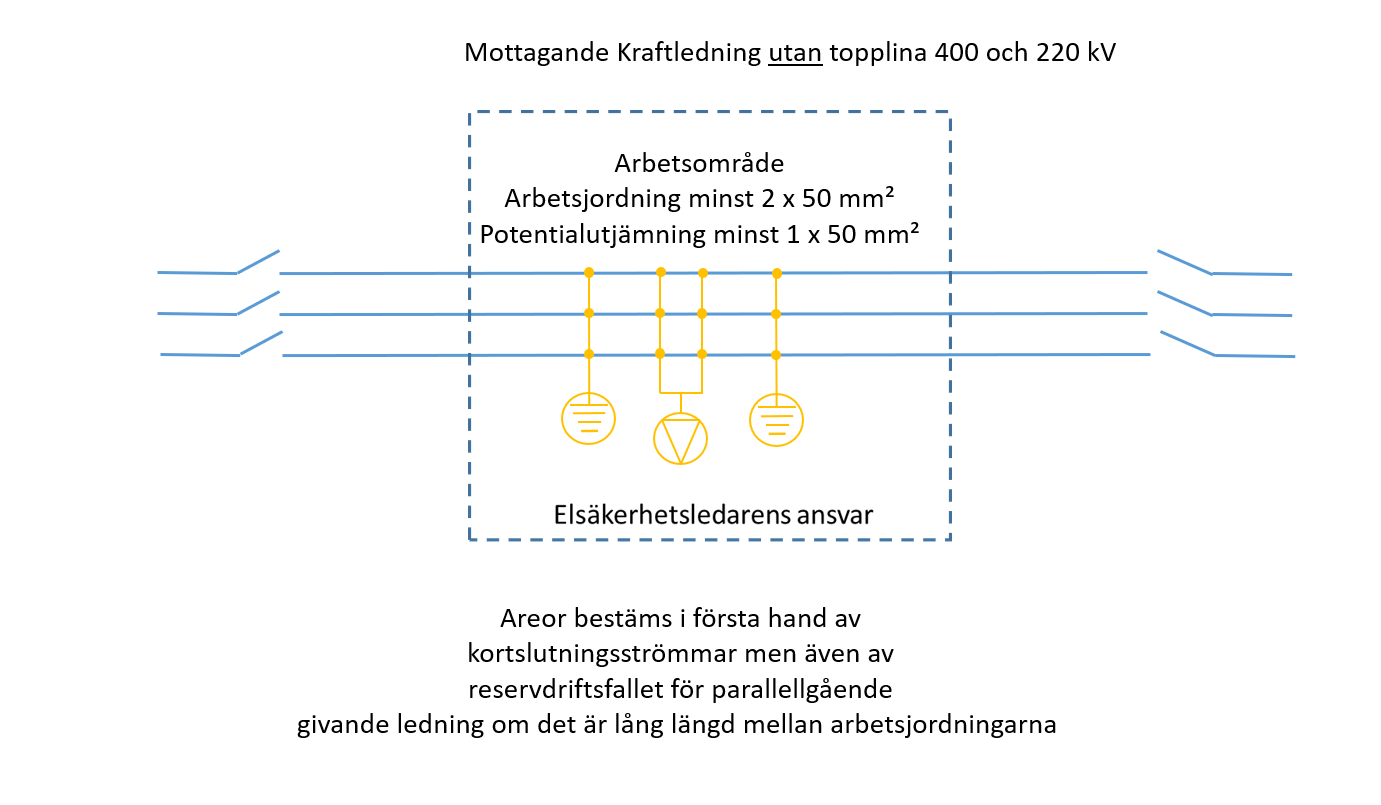 Mottagande Kraftledning utan topplina 400 och 220 kV
Arbetsområde
Arbetsjordning minst 2 x 50 mm²
Potentialutjämning minst 1 x 50 mm²
Elsäkerhetsledarens ansvar
Areor bestäms i första hand av
kortslutningsströmmar men även av
reservdriftsfallet för parallellgående
givande ledning om det är lång längd mellan arbetsjordningarna